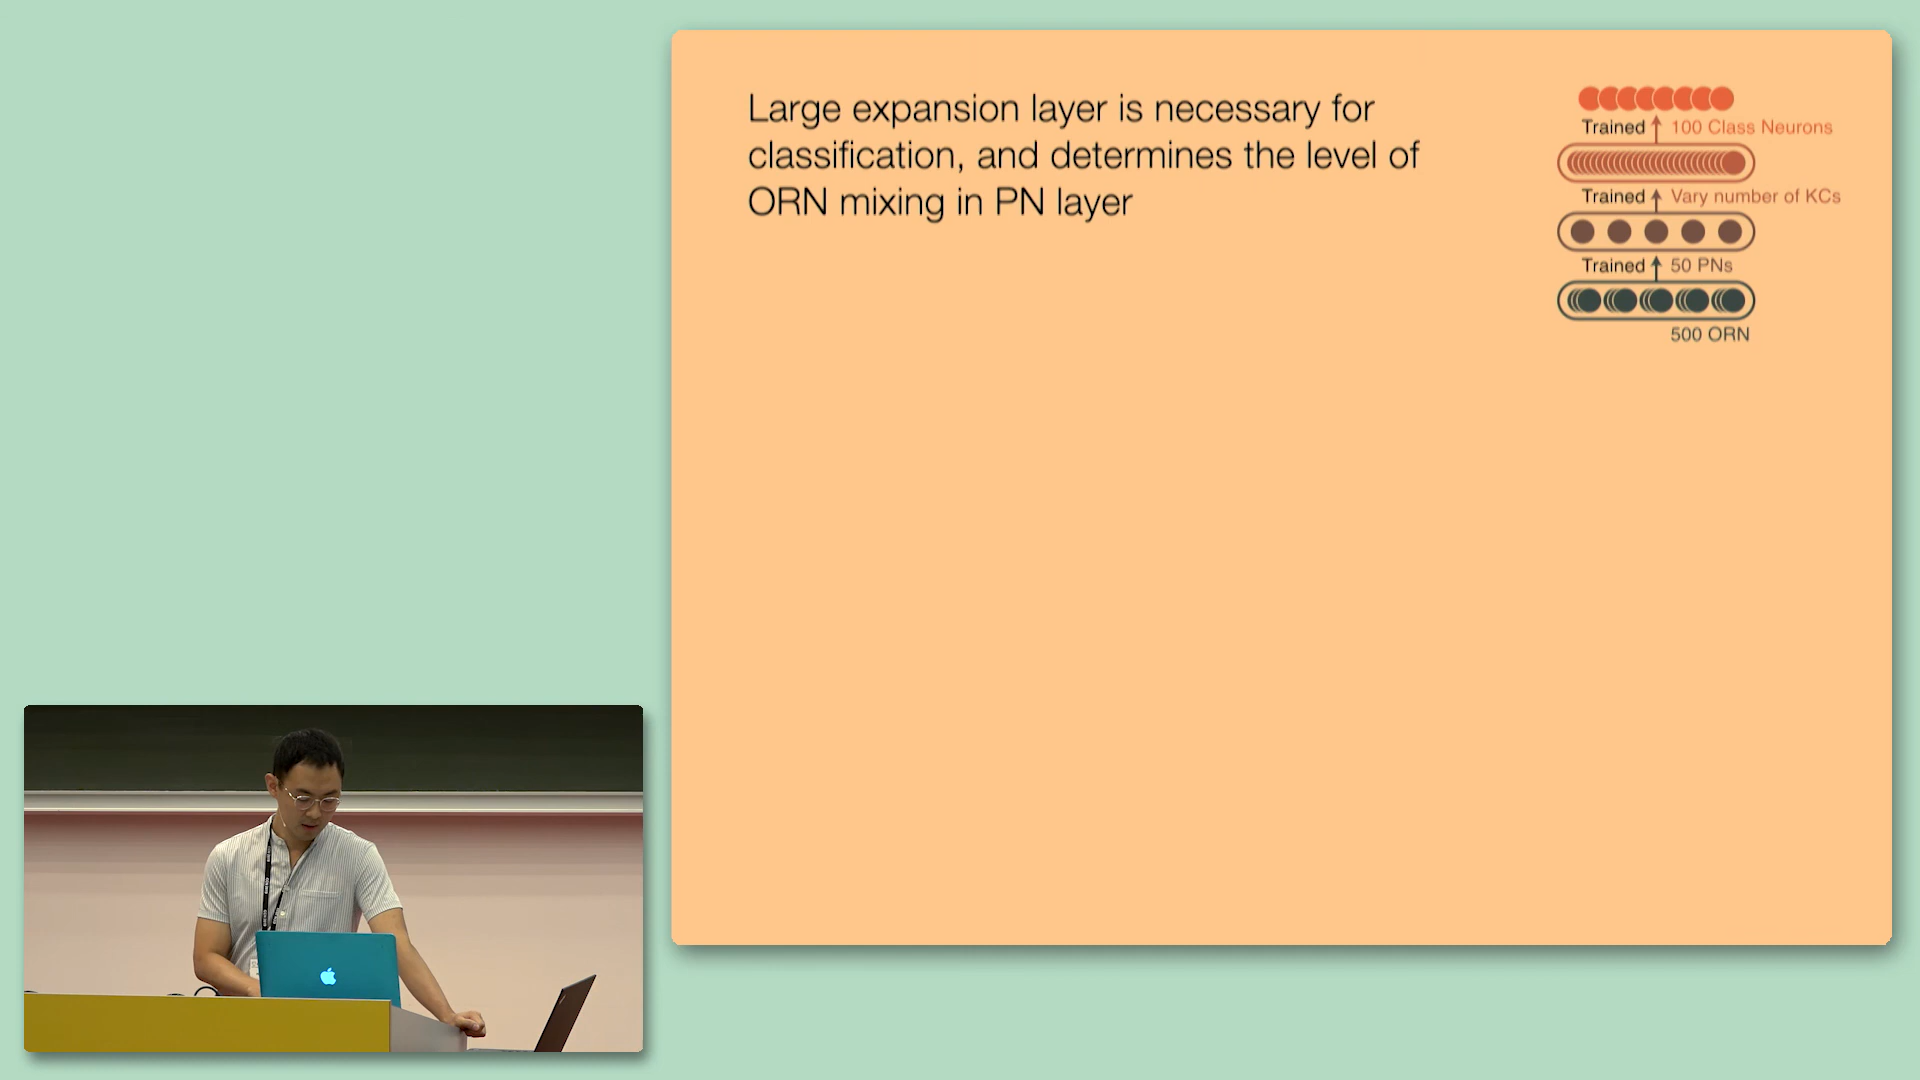 Large expansion layer is necessary for
classification, and determines the level of
ORN mixing in PN layer
Trained 100 Class Neurons
Trained Vary number of KCs
Trained 50 PNs
500 ORN